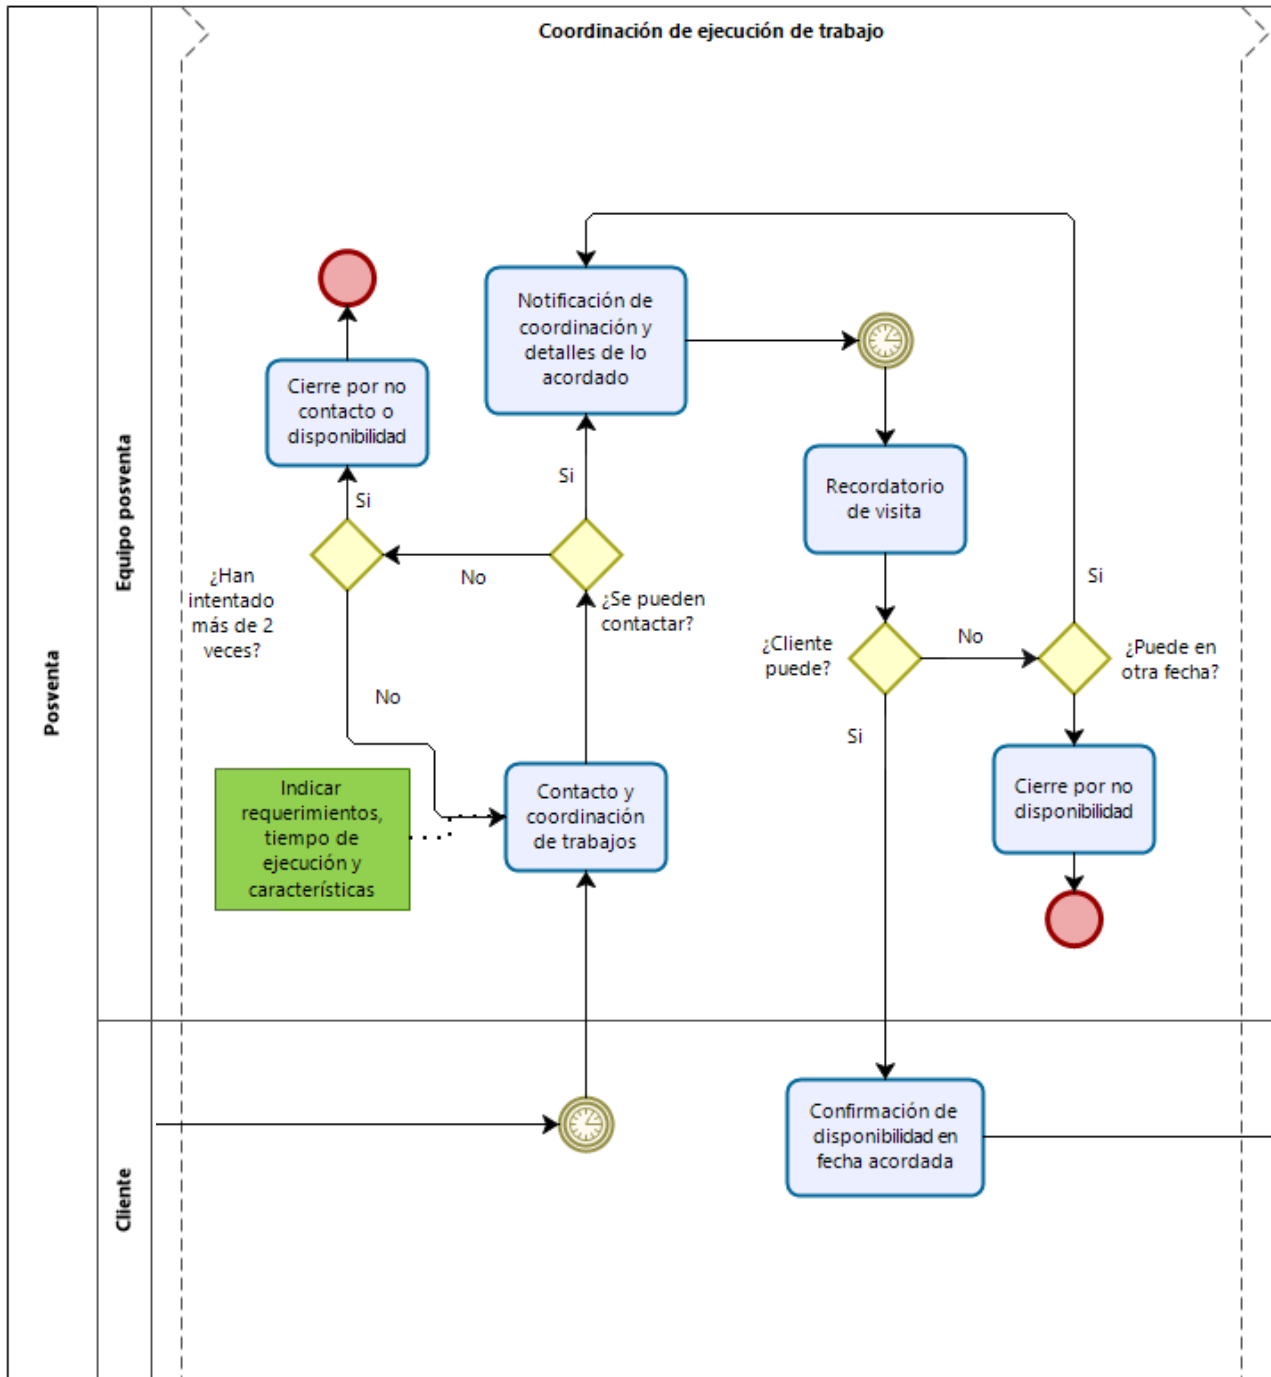 Coordinación de ejecución de trabajo
Posventa
Equipo posventa
Cliente
Notificación de
coordinación y
detalles de lo
acordado
Cierre por no
contacto o
disponibilidad
Si
Si
Recordatorio
de visita
¿Han
intentado
más de 2
veces?
No
¿Se pueden
contactar?
Si
¿Cliente
puede?
No
¿Puede en
otra fecha?
No
Si
Indicar
requerimientos,
tiempo de
ejecución y
características
Contacto y
coordinación
de trabajos
Cierre por no
disponibilidad
Confirmación de
disponibilidad en
fecha acordada